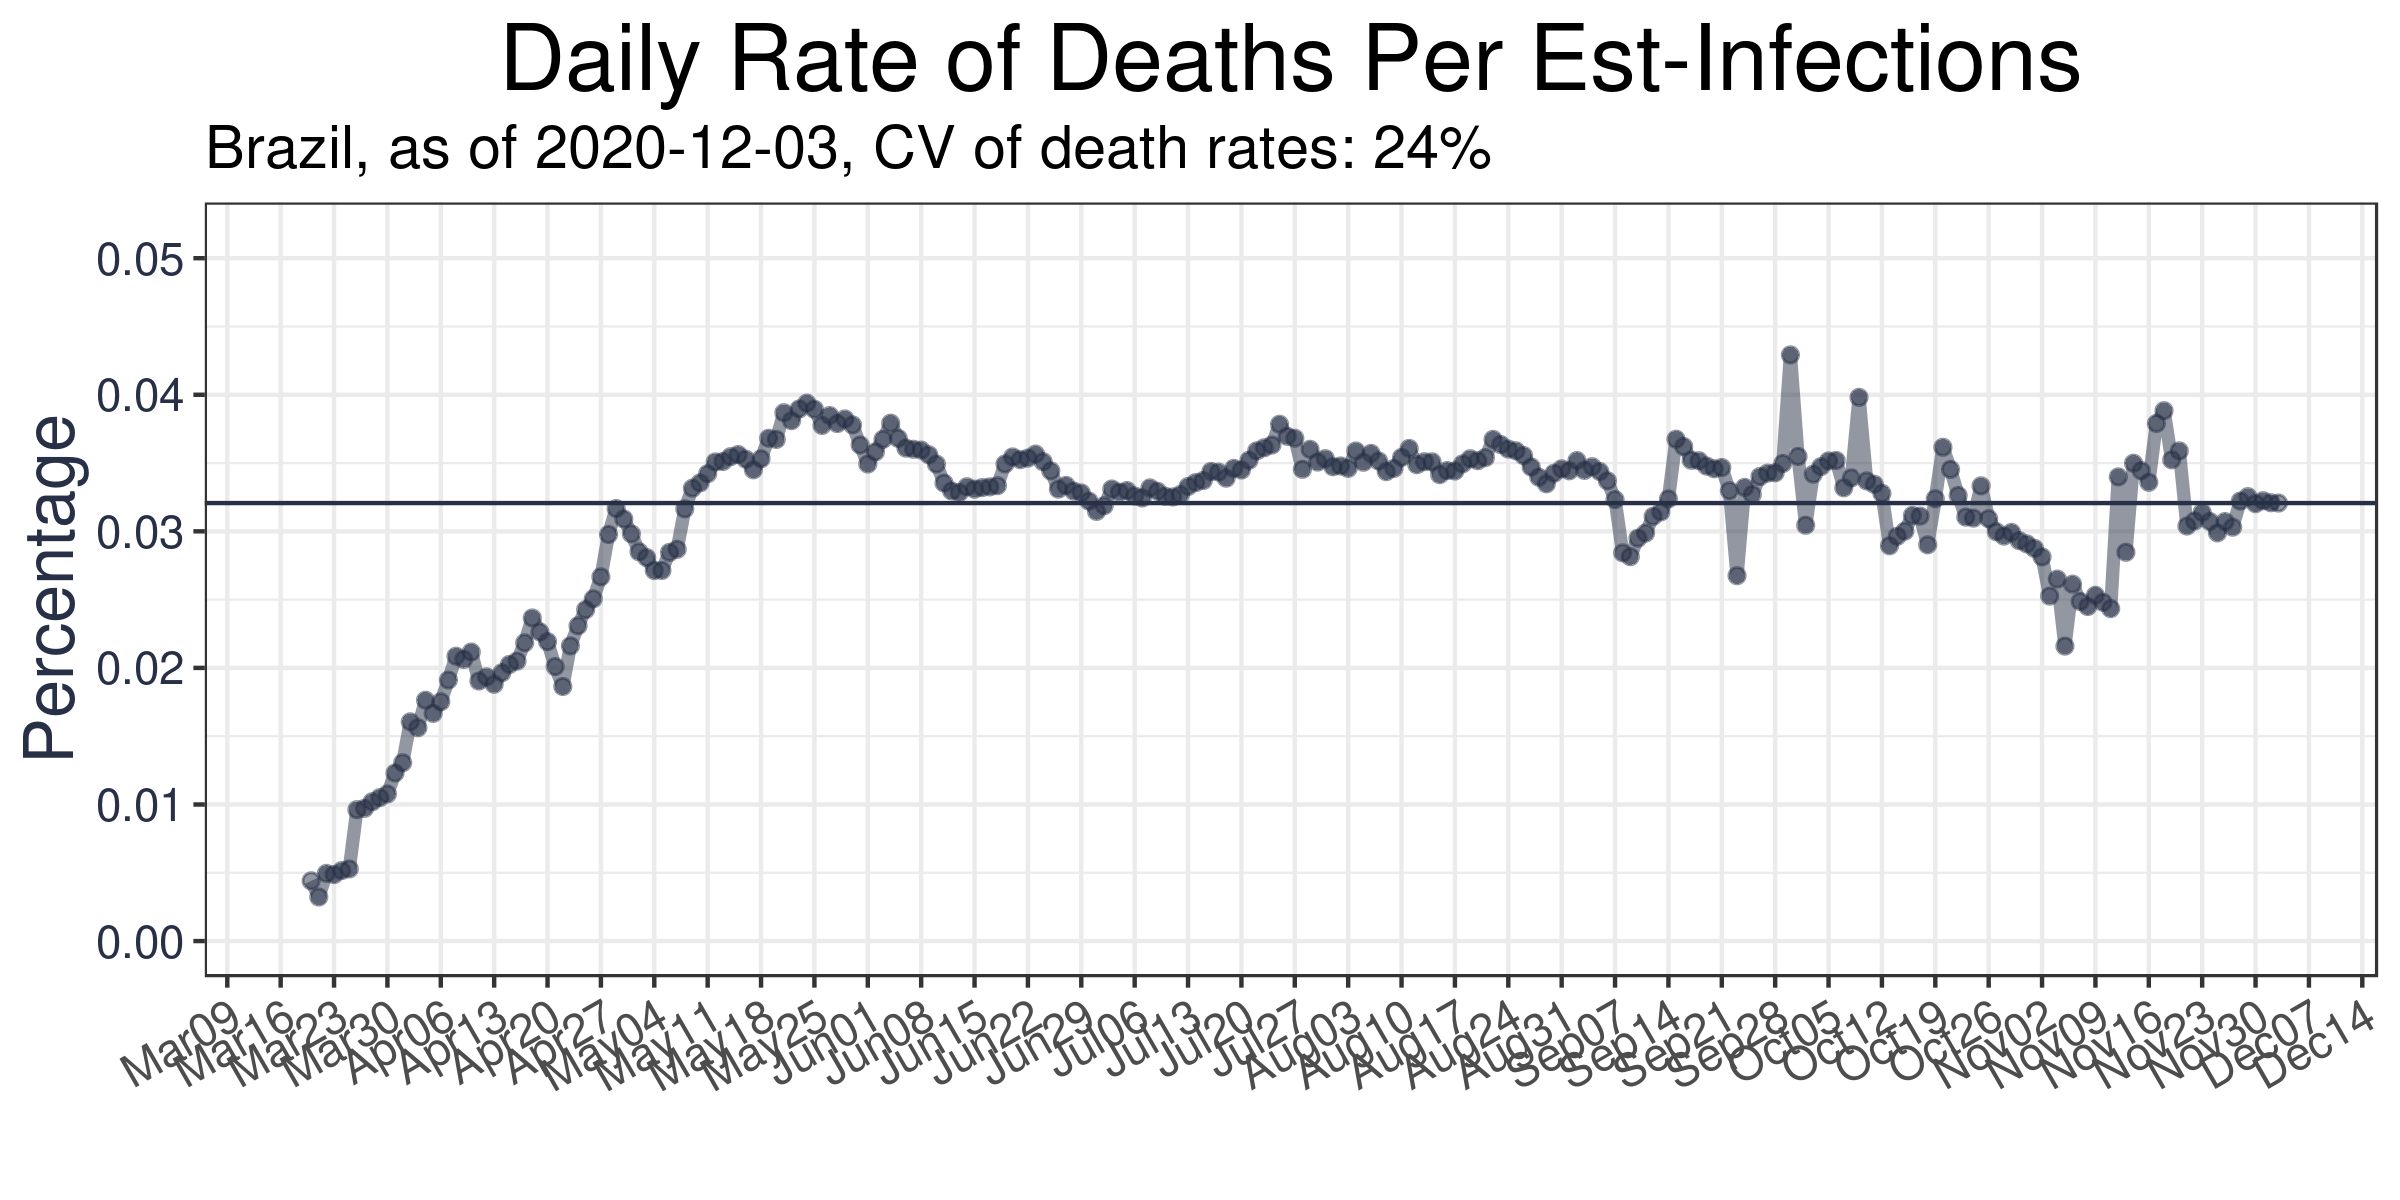 Daily Rate of Deaths Per Est-Infections
Brazil, as of 2020-12-03, CV of death rates: 24%
Percentage
0.05
0.04
0.03
0.02
0.01
0.00
Mar09
Mar16
Mar23
Mar30
Apr06
Apr13
Apr20
Apr27
May04
May11
May18
May25
Jun01
Jun08
Jun15
Jun22
Jun29
Jul06
Jul13
Jul20
Jul27
Aug03
Aug10
Aug17
Aug24
Aug31
Sep07
Sep14
Sep21
Sep28
Oct05
Oct12
Oct19
Oct26
Nov02
Nov09
Nov16
Nov23
Nov30
Dec07
Dec14